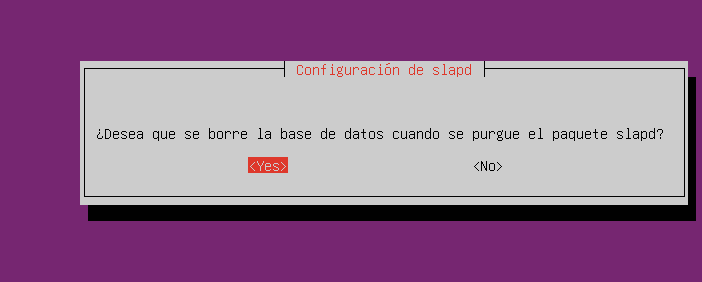 Configuración de slapd
¿Desea que se borre la base de datos cuando se purgue el paquete slapd?
<Yes> <No>